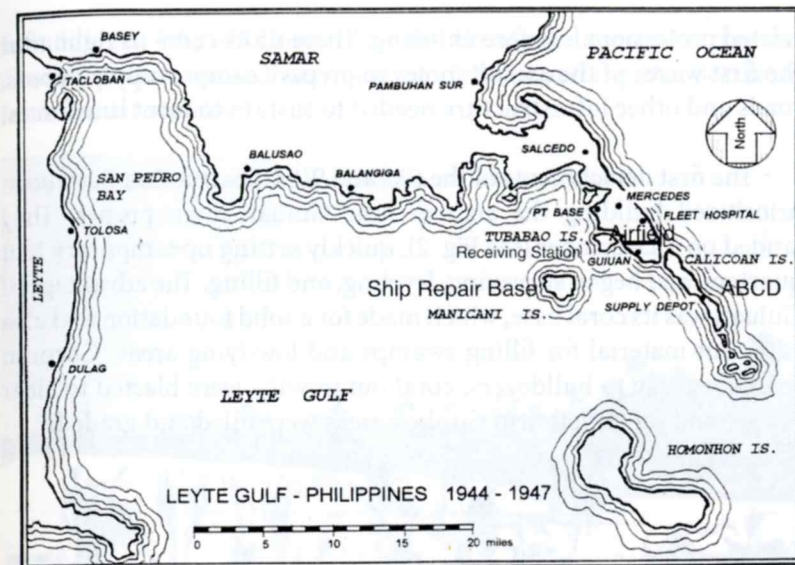 BASEY
SAMAR
PACIFIC OCEAN
TACLOBAN
PAMBUHAN SUR
North
SALCEDO
SAN PEDRO
BAY
BALUSAO
BALANGIGA
MERCEDES
PT BASE
FLEET HOSPITAL
TOLOSA
TUBABAO IS.
Airfield
Receiving Station
GUIUAN
CALICOAN IS.
LEYTE
Ship Repair Base
SUPPLY DEPOT
ABCD
MANICANI IS.
DULAG
LEYTE GULF
HOMONHON IS.
LEYTE GULF - PHILIPPINES 1944 - 1947
0 5 10 15 20 miles